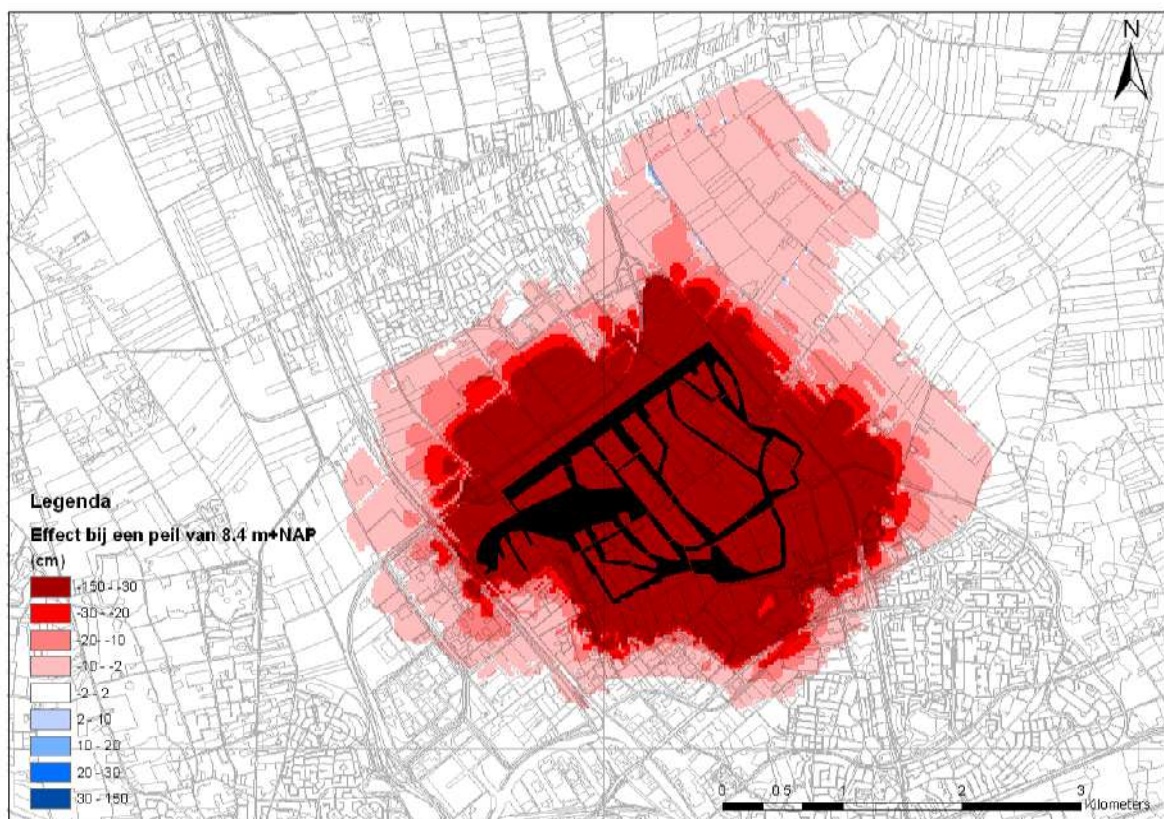 N
Legenda
Effect bij een peil van 8.4 m+NAP
(cm)
-150 - -30
-30 - -20
-20 - -10
-10 - -2
-2 - 2
2 - 10
10 - 20
20 - 30
30 - 150
0 0.5 1 2 3
Kilometers